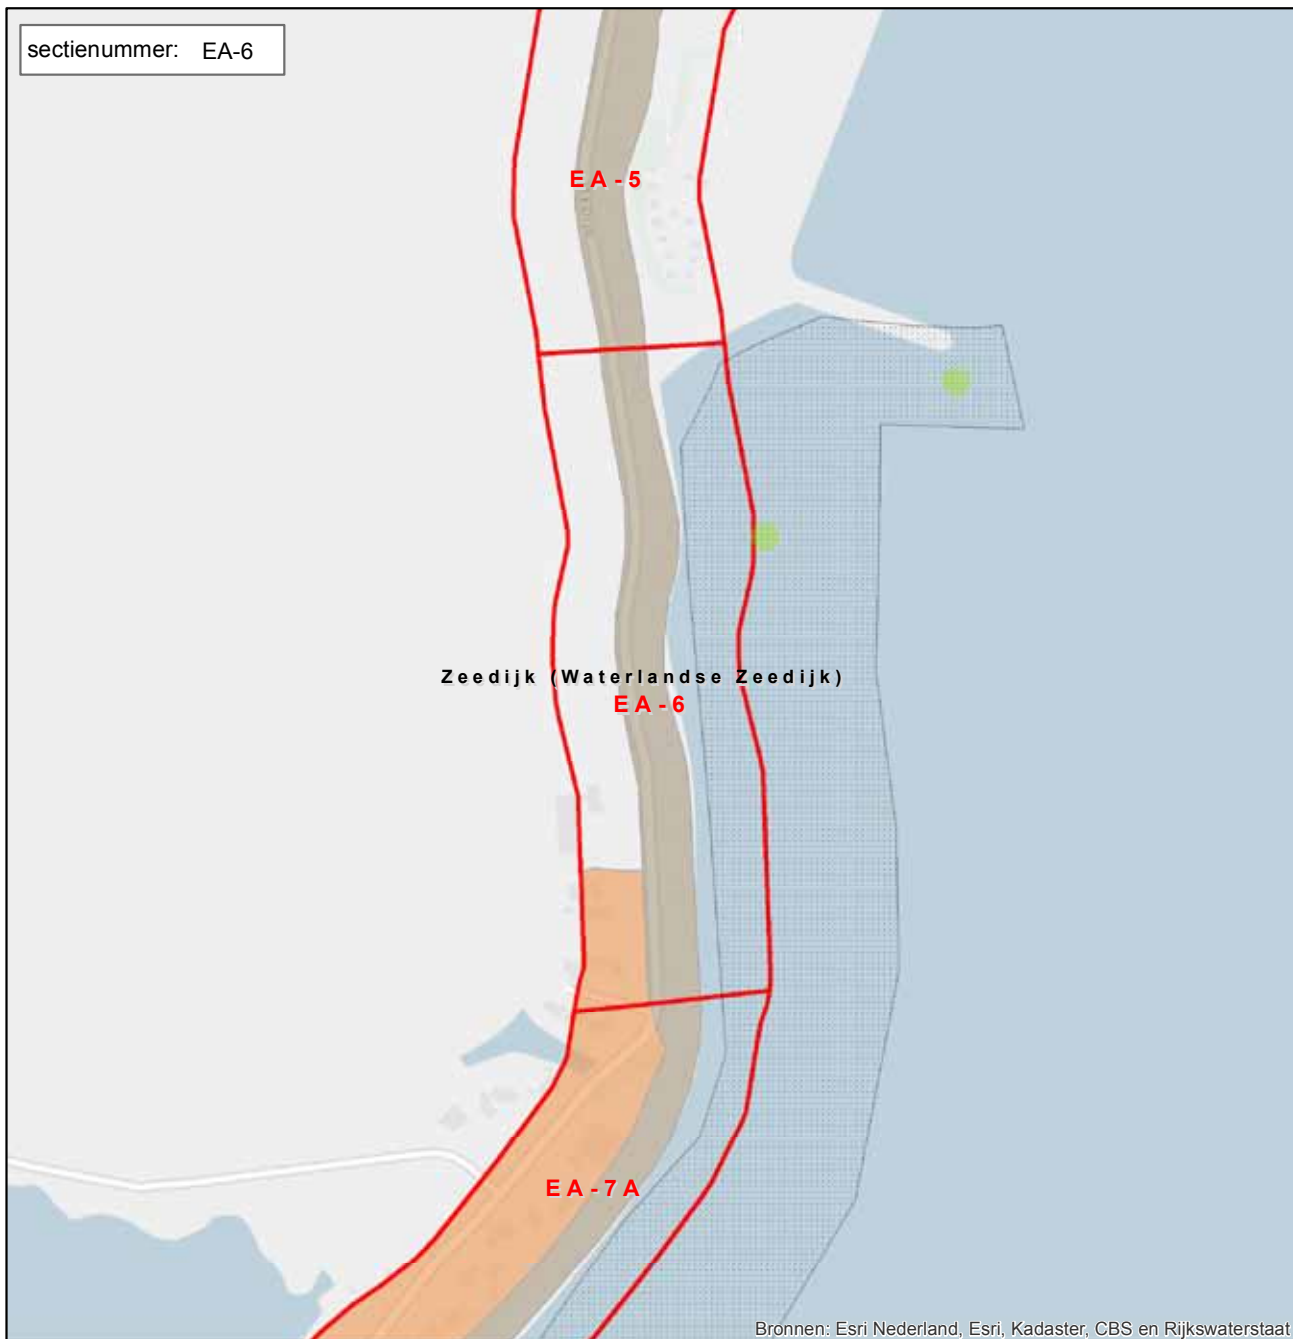 sectienummer: EA-6
EA-5
Zeedijk (Waterlandse Zeedijk)
EA-6
EA-7A
Bronnen: Esri Nederland, Esri, Kadaster, CBS en Rijkswaterstaat